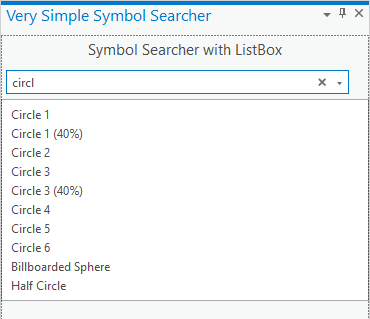 Very Simple Symbol Searcher
Symbol Searcher with ListBox
circl
Circle 1
Circle 1 (40%)
Circle 2
Circle 3
Circle 3 (40%)
Circle 4
Circle 5
Circle 6
Billboarded Sphere
Half Circle